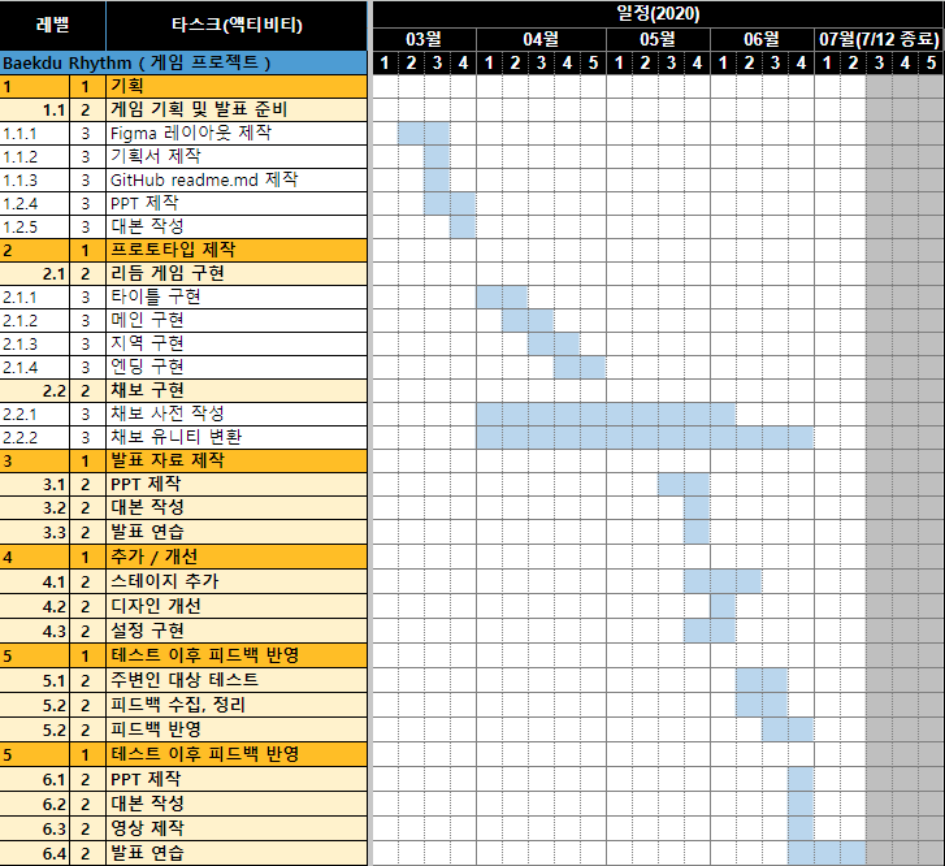 레벨 타스크(액티비티) 일정(2020)
03월 04월 05월 06월 07월(7/12 종료)
Baekdu Rhythm ( 게임 프로젝트 ) 1 2 3 4 1 2 3 4 5 1 2 3 4 1 2 3 4 1 2 3 4 5
1 1 기획
1.1 2 게임 기획 및 발표 준비
1.1.1 3 Figma 레이아웃 제작
1.1.2 3 기획서 제작
1.1.3 3 GitHub readme.md 제작
1.2.4 3 PPT 제작
1.2.5 3 대본 작성
2 1 프로토타입 제작
2.1 2 리듬 게임 구현
2.1.1 3 타이틀 구현
2.1.2 3 메인 구현
2.1.3 3 지역 구현
2.1.4 3 엔딩 구현
2.2 2 채보 구현
2.2.1 3 채보 사전 작성
2.2.2 3 채보 유니티 변환
3 1 발표 자료 제작
3.1 2 PPT 제작
3.2 2 대본 작성
3.3 2 발표 연습
4 1 추가 / 개선
4.1 2 스테이지 추가
4.2 2 디자인 개선
4.3 2 설정 구현
5 1 테스트 이후 피드백 반영
5.1 2 주변인 대상 테스트
5.2 2 피드백 수집, 정리
5.2 2 피드백 반영
5 1 테스트 이후 피드백 반영
6.1 2 PPT 제작
6.2 2 대본 작성
6.3 2 영상 제작
6.4 2 발표 연습